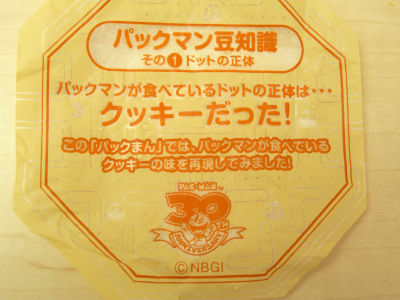 パックマン豆知識
その1ドットの正体
パックマンが食べているドットの正体は･･･
クッキーだった!
この「パックまん」では、パックマンが食べている
クッキーの味を再現してみました!
PAC-MAN™
30TH
ANNIVERSARY
©NBGI